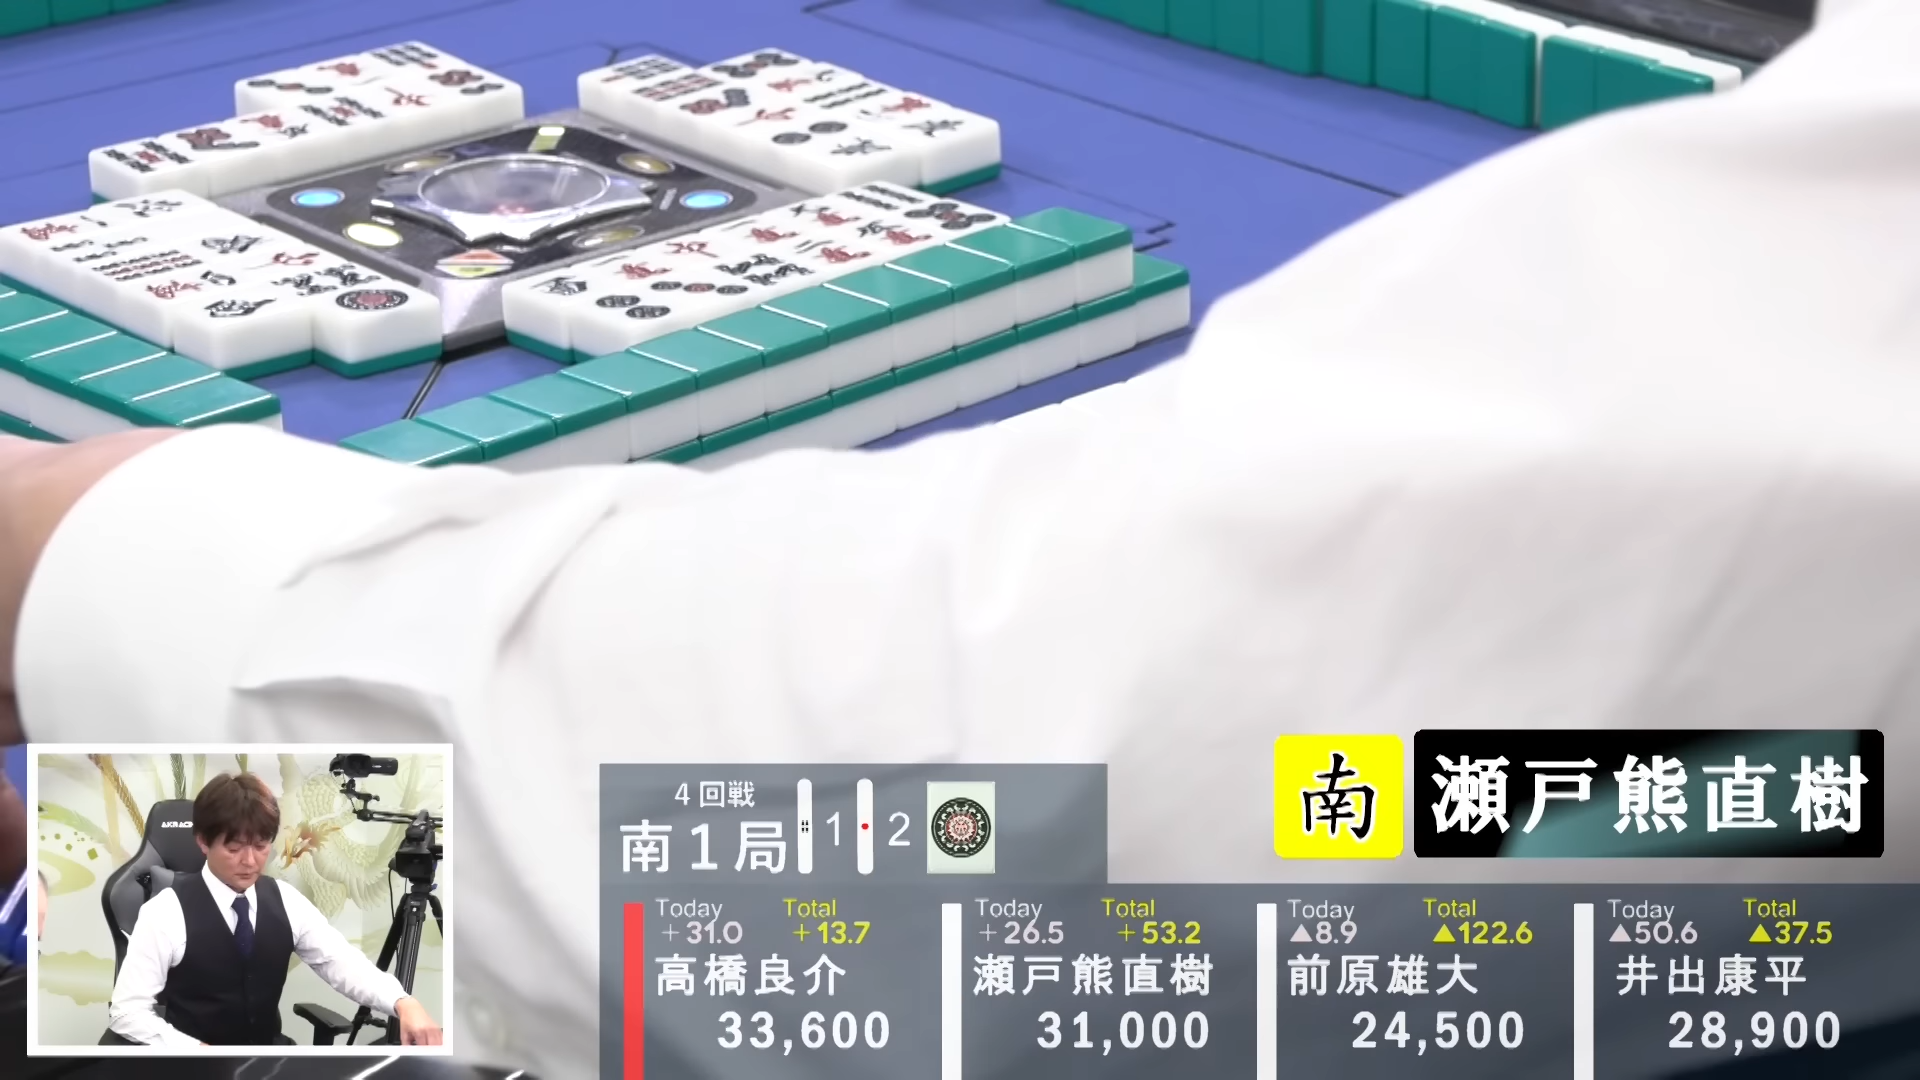 南 瀬戸熊直樹
4回戦
南1局 1 2
AKRacing
Today Total
+31.0 +13.7
高橋良介
33,600
Today Total
+26.5 +53.2
瀬戸熊直樹
31,000
Today Total
▲8.9 ▲122.6
前原雄大
24,500
Today Total
▲50.6 ▲37.5
井出康平
28,900